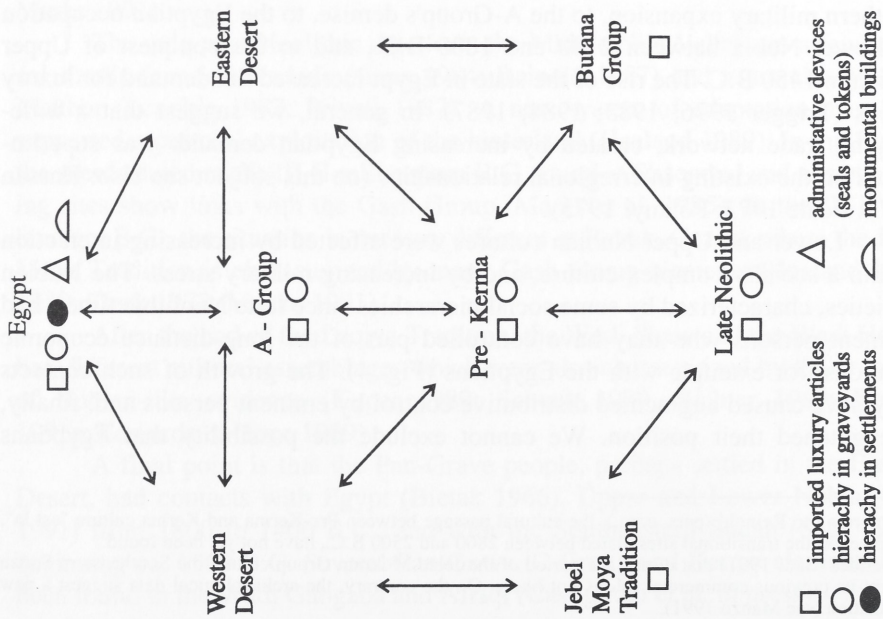 Egypt
Western
Desert
A - Group
Eastern
Desert
Pre - Kerma
Jebel
Moya
Tradition
Late Neolithic
Butana
Group
imported luxury articles
hierachy in graveyards
hierachy in settlements
administative devices
(seals and tokens)
monumental buildings